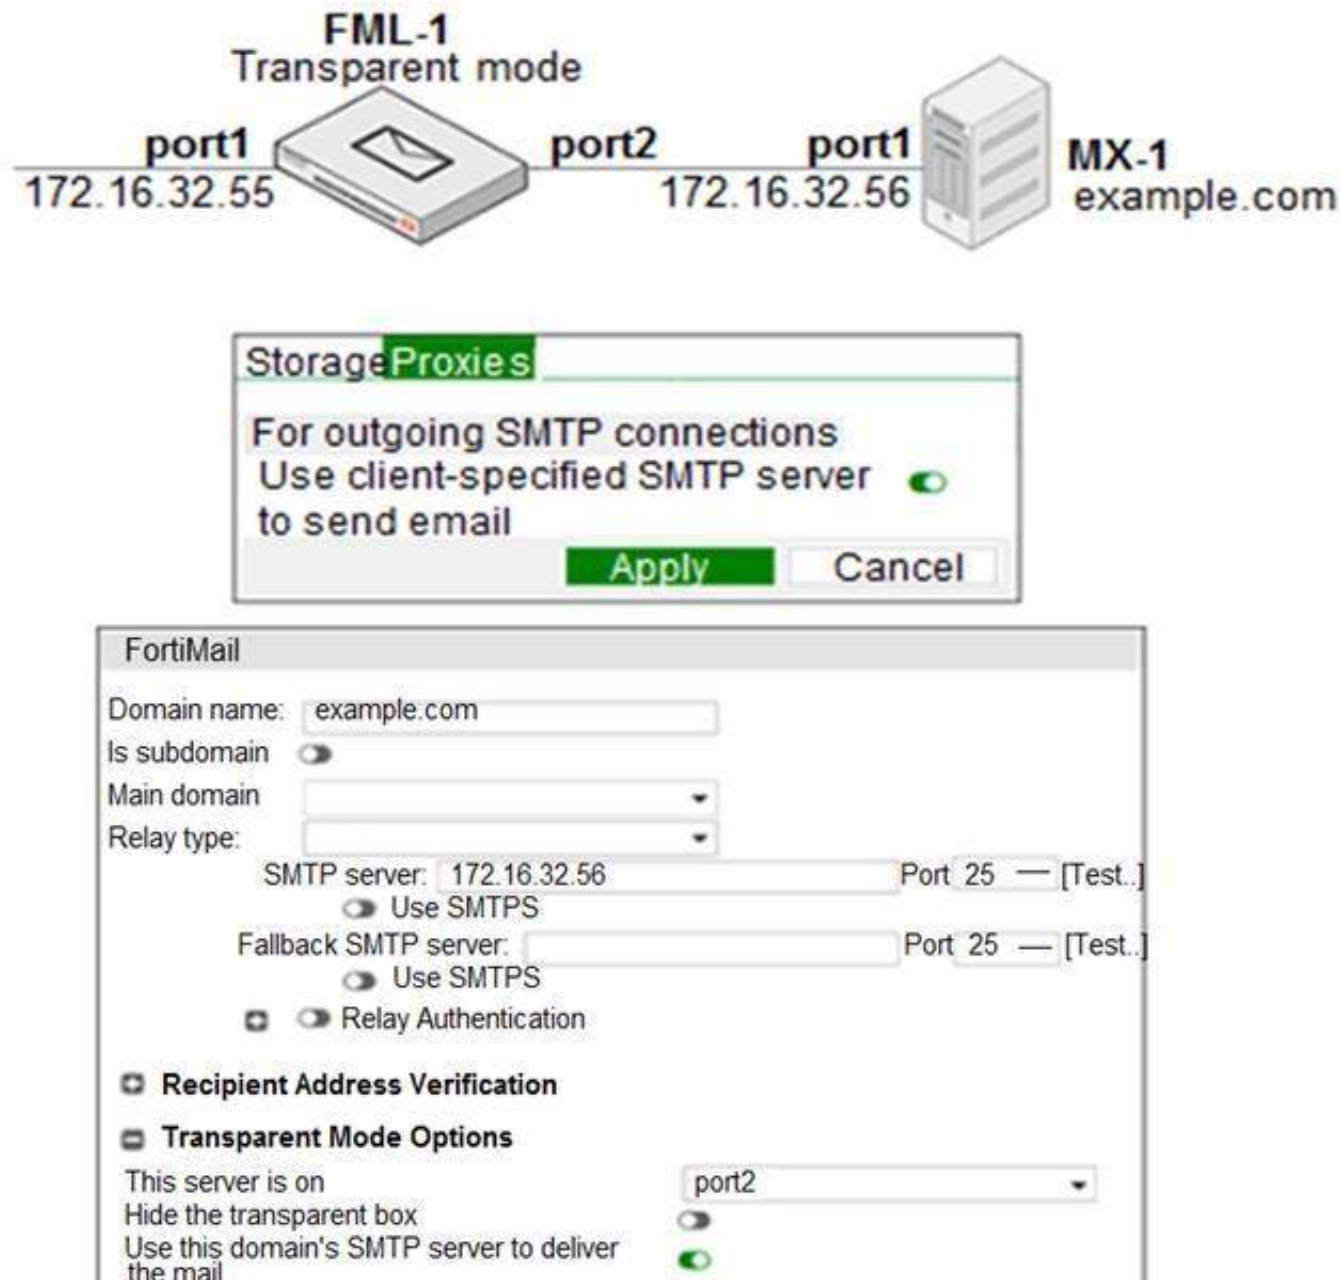 FML-1
Transparent mode
port1 port2 port1 MX-1
172.16.32.55 172.16.32.56 example.com
Storage Proxies
For outgoing SMTP connections
Use client-specified SMTP server
to send email
Apply Cancel
FortiMail
Domain name: example.com
Is subdomain
Main domain
Relay type:
SMTP server: 172.16.32.56 Port 25 — [Test..]
Use SMTPS
Fallback SMTP server: Port 25 — [Test..]
Use SMTPS
Relay Authentication
Recipient Address Verification
Transparent Mode Options
This server is on port2
Hide the transparent box
Use this domain's SMTP server to deliver
the mail